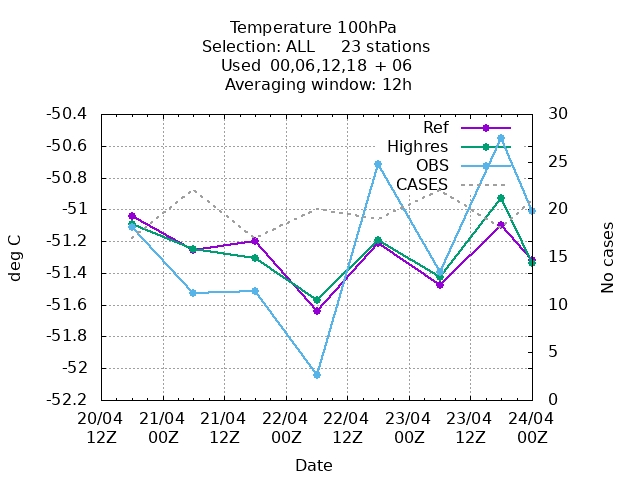 Temperature 100hPa
Selection: ALL 23 stations
Used 00,06,12,18 + 06
Averaging window: 12h
Ref
Highres
OBS
CASES
-50.4
-50.6
-50.8
-51
-51.2
-51.4
-51.6
-51.8
-52
-52.2
30
25
20
15
10
5
0
deg C
No cases
20/04 21/04 21/04 22/04 22/04 23/04 23/04 24/04
12Z 00Z 12Z 00Z 12Z 00Z 12Z 00Z
Date